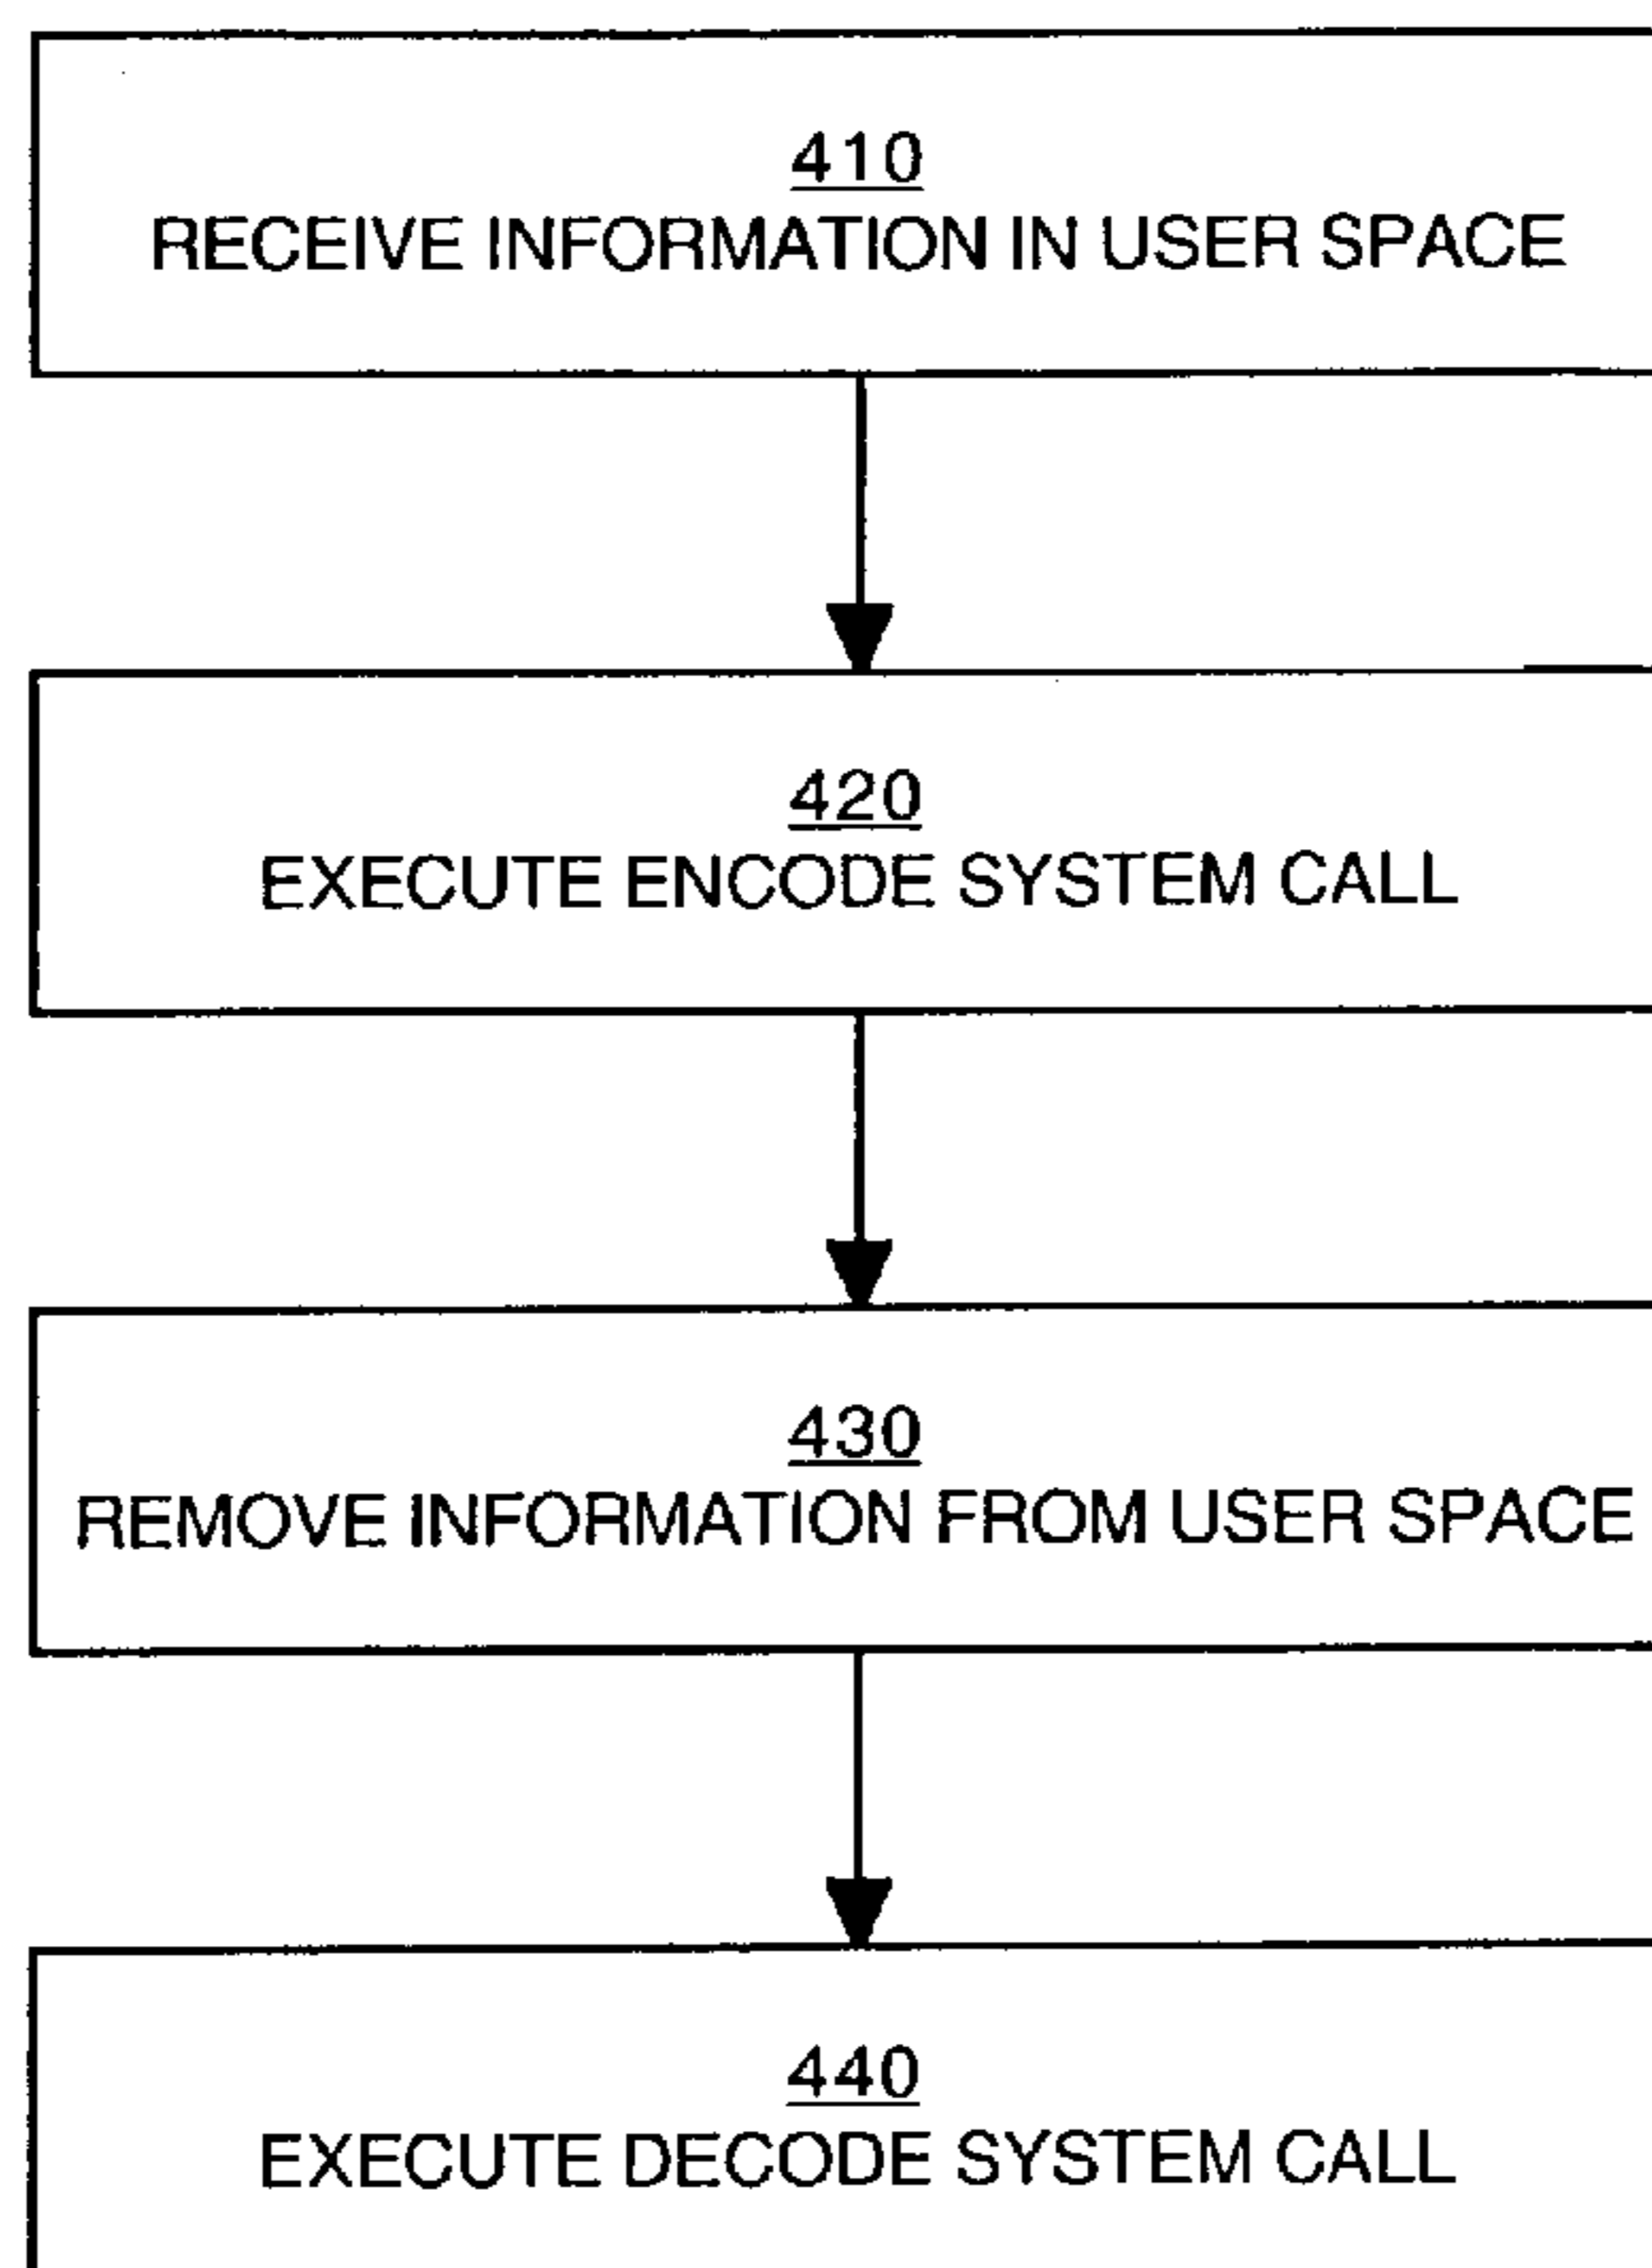 410
RECEIVE INFORMATION IN USER SPACE
420
EXECUTE ENCODE SYSTEM CALL
430
REMOVE INFORMATION FROM USER SPACE
440
EXECUTE DECODE SYSTEM CALL